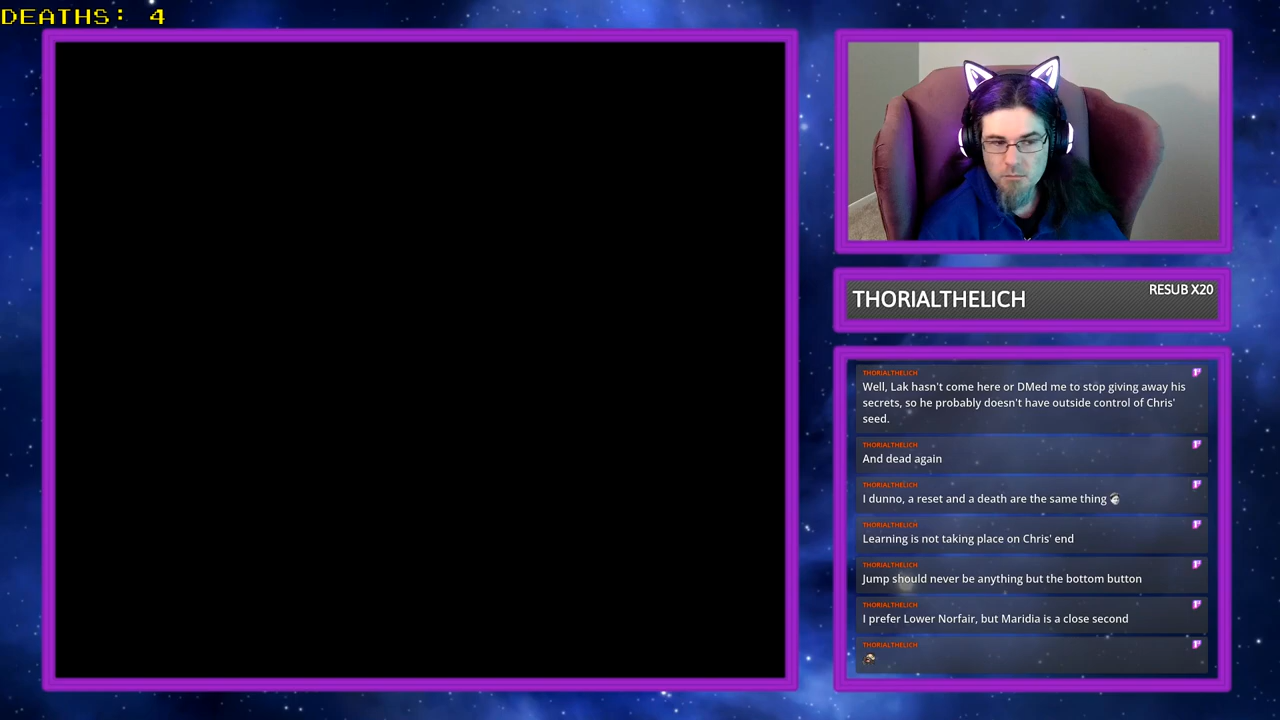 DEATHS: 4
THORIALTHELICH
RESUB X20
THORIALTHELICH
Well, Lak hasn't come here or DMed me to stop giving away his
secrets, so he probably doesn't have outside control of Chris'
seed.
THORIALTHELICH
And dead again
THORIALTHELICH
I dunno, a reset and a death are the same thing
THORIALTHELICH
Learning is not taking place on Chris' end
THORIALTHELICH
Jump should never be anything but the bottom button
THORIALTHELICH
I prefer Lower Norfair, but Maridia is a close second
THORIALTHELICH